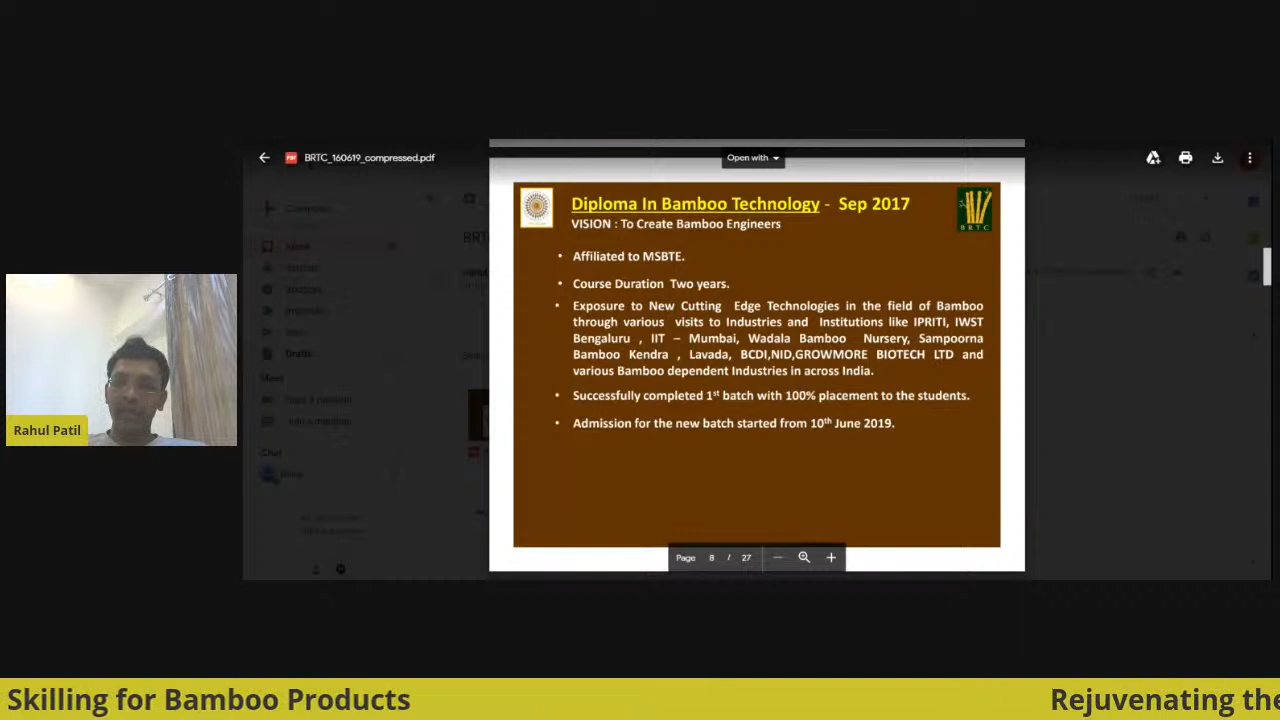 BRTC_160619_compressed.pdf
Open with
Diploma In Bamboo Technology - Sep 2017
VISION : To Create Bamboo Engineers
BRTC
• Affiliated to MSBTE.
• Course Duration Two years.
• Exposure to New Cutting Edge Technologies in the field of Bamboo
through various visits to Industries and Institutions like IPRITI, IWST
Bengaluru , IIT – Mumbai, Wadala Bamboo Nursery, Sampoorna
Bamboo Kendra , Lavada, BCDI,NID,GROWMORE BIOTECH LTD and
various Bamboo dependent Industries in across India.
• Successfully completed 1st batch with 100% placement to the students.
• Admission for the new batch started from 10th June 2019.
Page 8 / 27
Compose
Inbox
Drafts
Meet
Chat
Rahul Patil
Skilling for Bamboo Products
Rejuvenating the